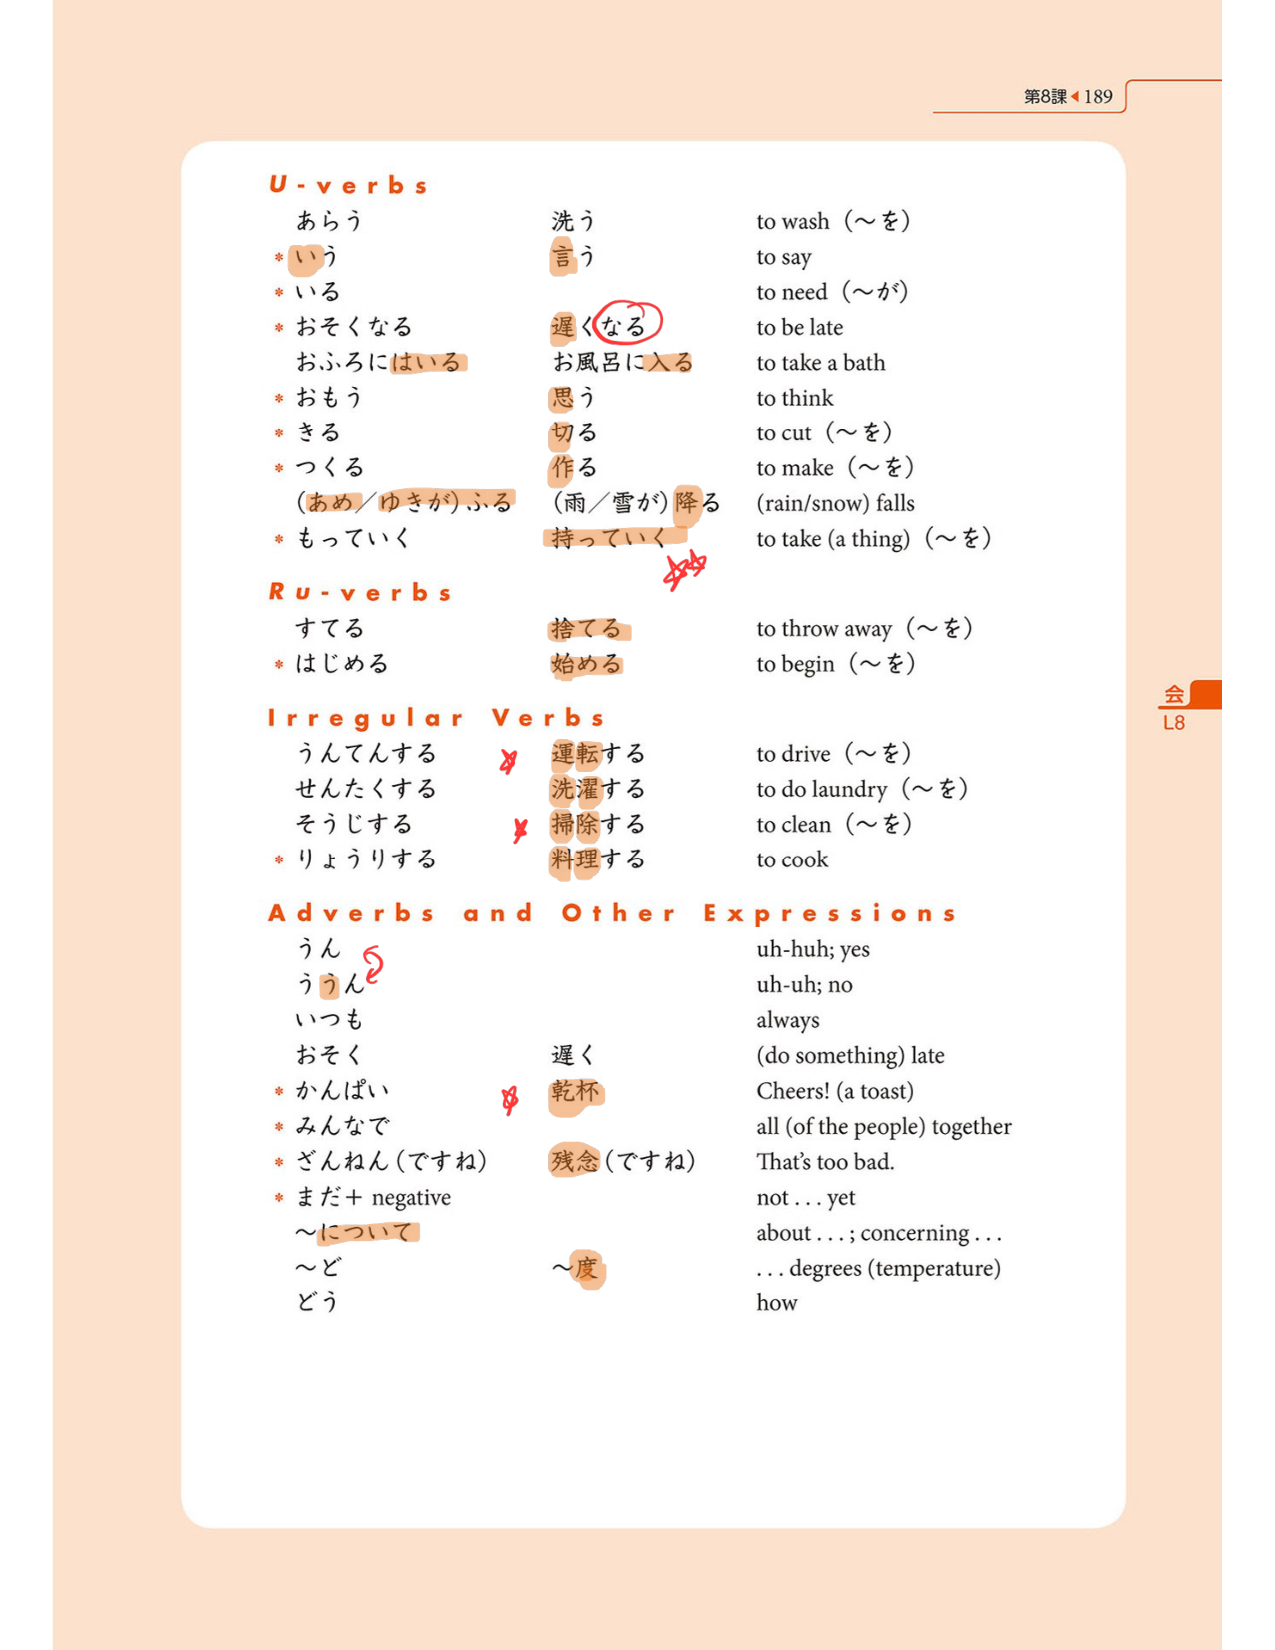 第8課◀189
U-verbs
あらう 洗う to wash (～を)
* いう 言う to say
* いる to need (～が)
* おそくなる 遅くなる to be late
おふろにはいる お風呂に入る to take a bath
* おもう 思う to think
* きる 切る to cut (～を)
* つくる 作る to make (～を)
(あめ／ゆきが)ふる (雨／雪が)降る (rain/snow) falls
* もっていく 持っていく to take (a thing) (～を)
Ru-verbs
すてる 捨てる to throw away (～を)
* はじめる 始める to begin (～を)
会
L8
Irregular Verbs
うんてんする 運転する to drive (～を)
せんたくする 洗濯する to do laundry (～を)
そうじする 掃除する to clean (～を)
* りょうりする 料理する to cook
Adverbs and Other Expressions
うん uh-huh; yes
ううん uh-uh; no
いつも always
おそく 遅く (do something) late
* かんぱい 乾杯 Cheers! (a toast)
* みんなで all (of the people) together
* ざんねん(ですね) 残念(ですね) That's too bad.
* まだ＋ negative not . . . yet
～について about . . . ; concerning . . .
～ど ～度 . . . degrees (temperature)
どう how